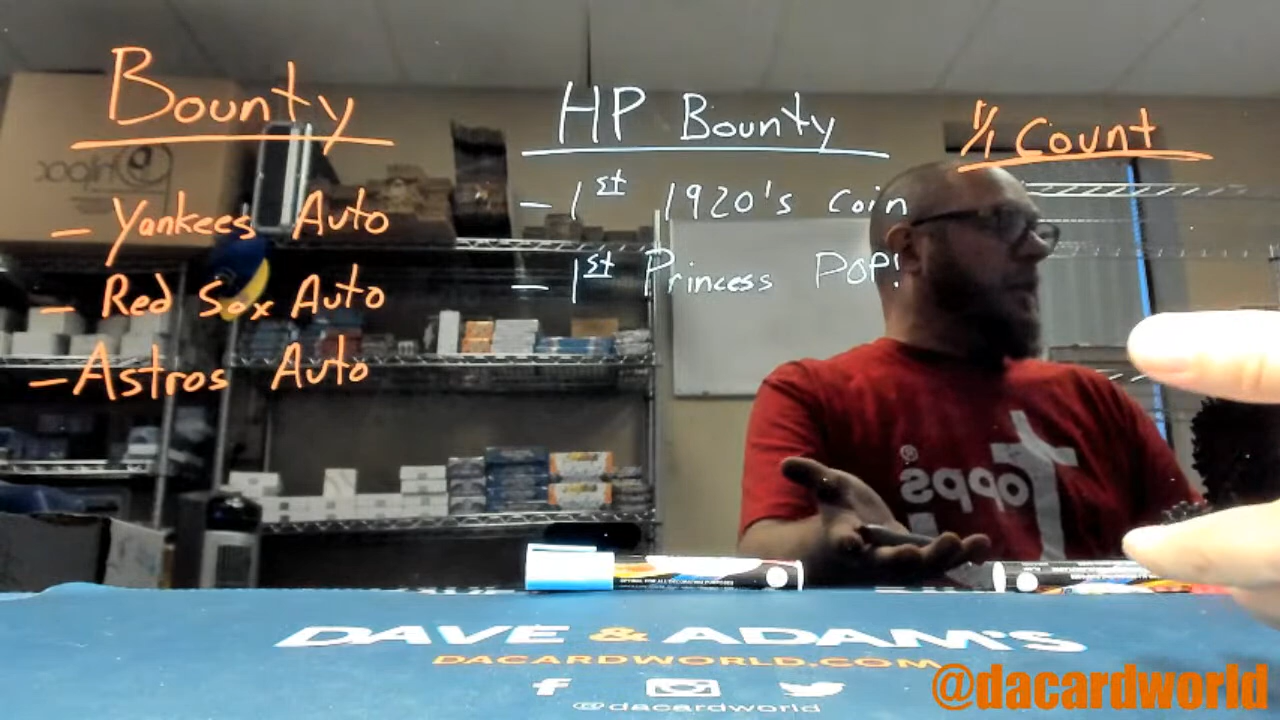 Bounty
- Yankees Auto
- Red Sox Auto
- Astros Auto
HP Bounty
- 1st 1920's coin
- 1st Princess POP!
1/1 Count
Topps®
DAVE & ADAM'S
DACARDWORLD.COM
@dacardworld
@dacardworld